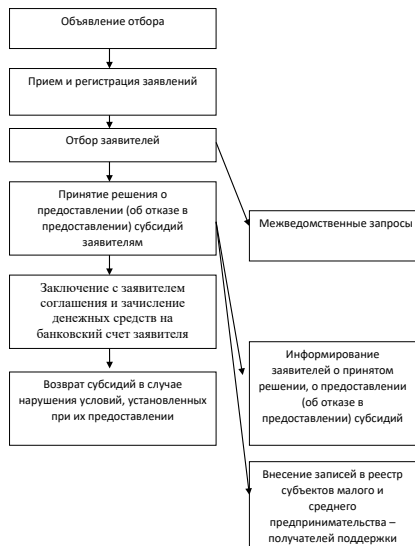 Объявление отбора
Прием и регистрация заявлений
Отбор заявителей
Принятие решения о
предоставлении (об отказе в
предоставлении) субсидий
заявителям
Межведомственные запросы
Заключение с заявителем
соглашения и зачисление
денежных средств на
банковский счет заявителя
Информирование
заявителей о принятом
решении, о предоставлении
(об отказе в
предоставлении) субсидий
Возврат субсидий в случае
нарушения условий, установленных
при их предоставлении
Внесение записей в реестр
субъектов малого и
среднего
предпринимательства –
получателей поддержки